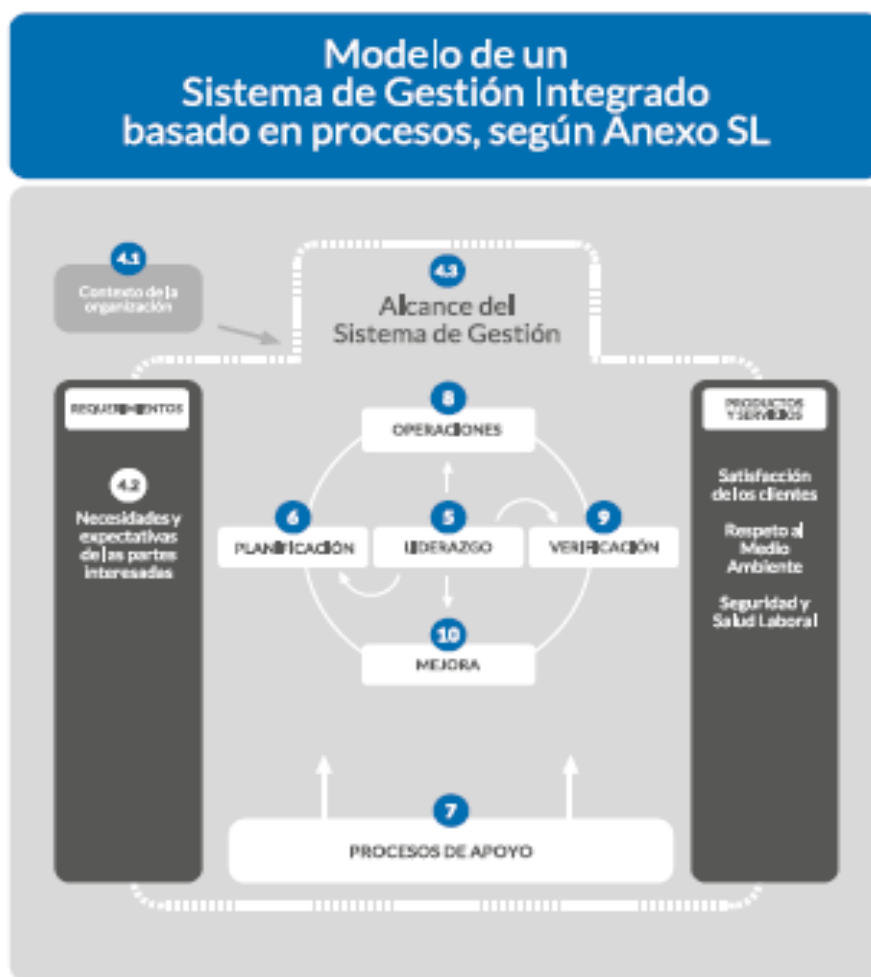 Modelo de un
Sistema de Gestión Integrado
basado en procesos, según Anexo SL
4.1
Contexto de la
organización
4.3
Alcance del
Sistema de Gestión
REQUERIMIENTOS
4.2
Necesidades y
expectativas
de las partes
interesadas
8
OPERACIONES
6
PLANIFICACIÓN
5
LIDERAZGO
9
VERIFICACIÓN
10
MEJORA
7
PROCESOS DE APOYO
PRODUCTOS
Y SERVICIOS
Satisfacción
de los clientes
Respeto al
Medio
Ambiente
Seguridad y
Salud Laboral